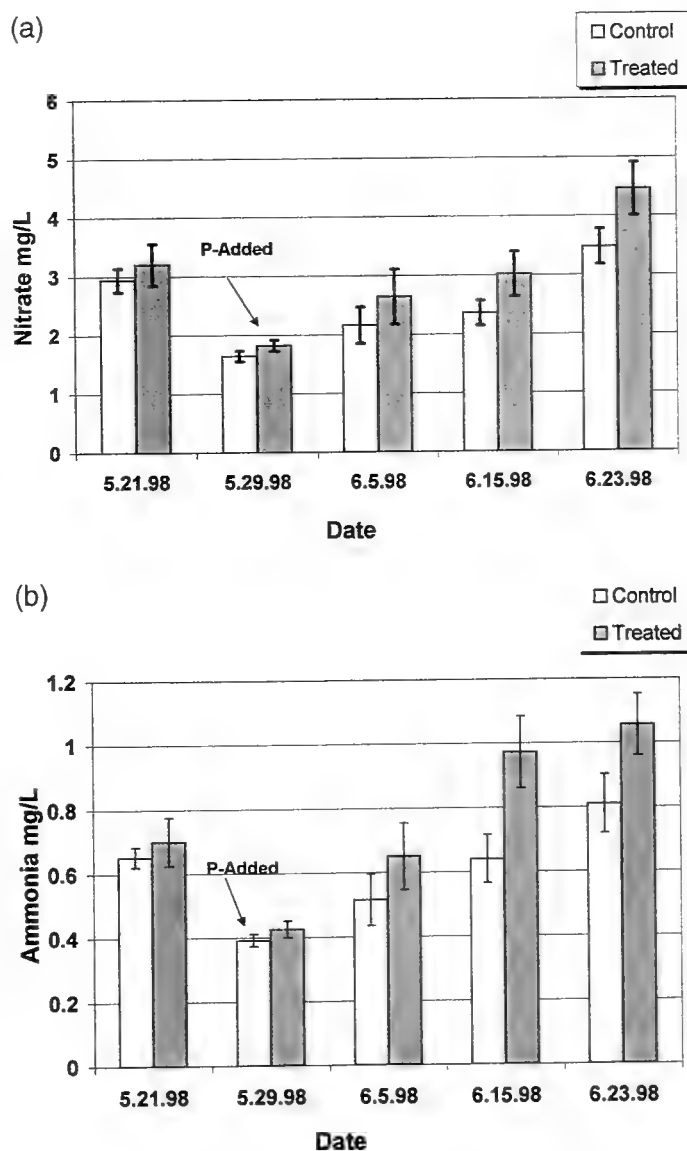 (a)
Control
Treated
6
5
4
3
2
1
0
Nitrate mg/L
P-Added
5.21.98 5.29.98 6.5.98 6.15.98 6.23.98
Date
(b)
Control
Treated
1.2
1
0.8
0.6
0.4
0.2
0
Ammonia mg/L
P-Added
5.21.98 5.29.98 6.5.98 6.15.98 6.23.98
Date